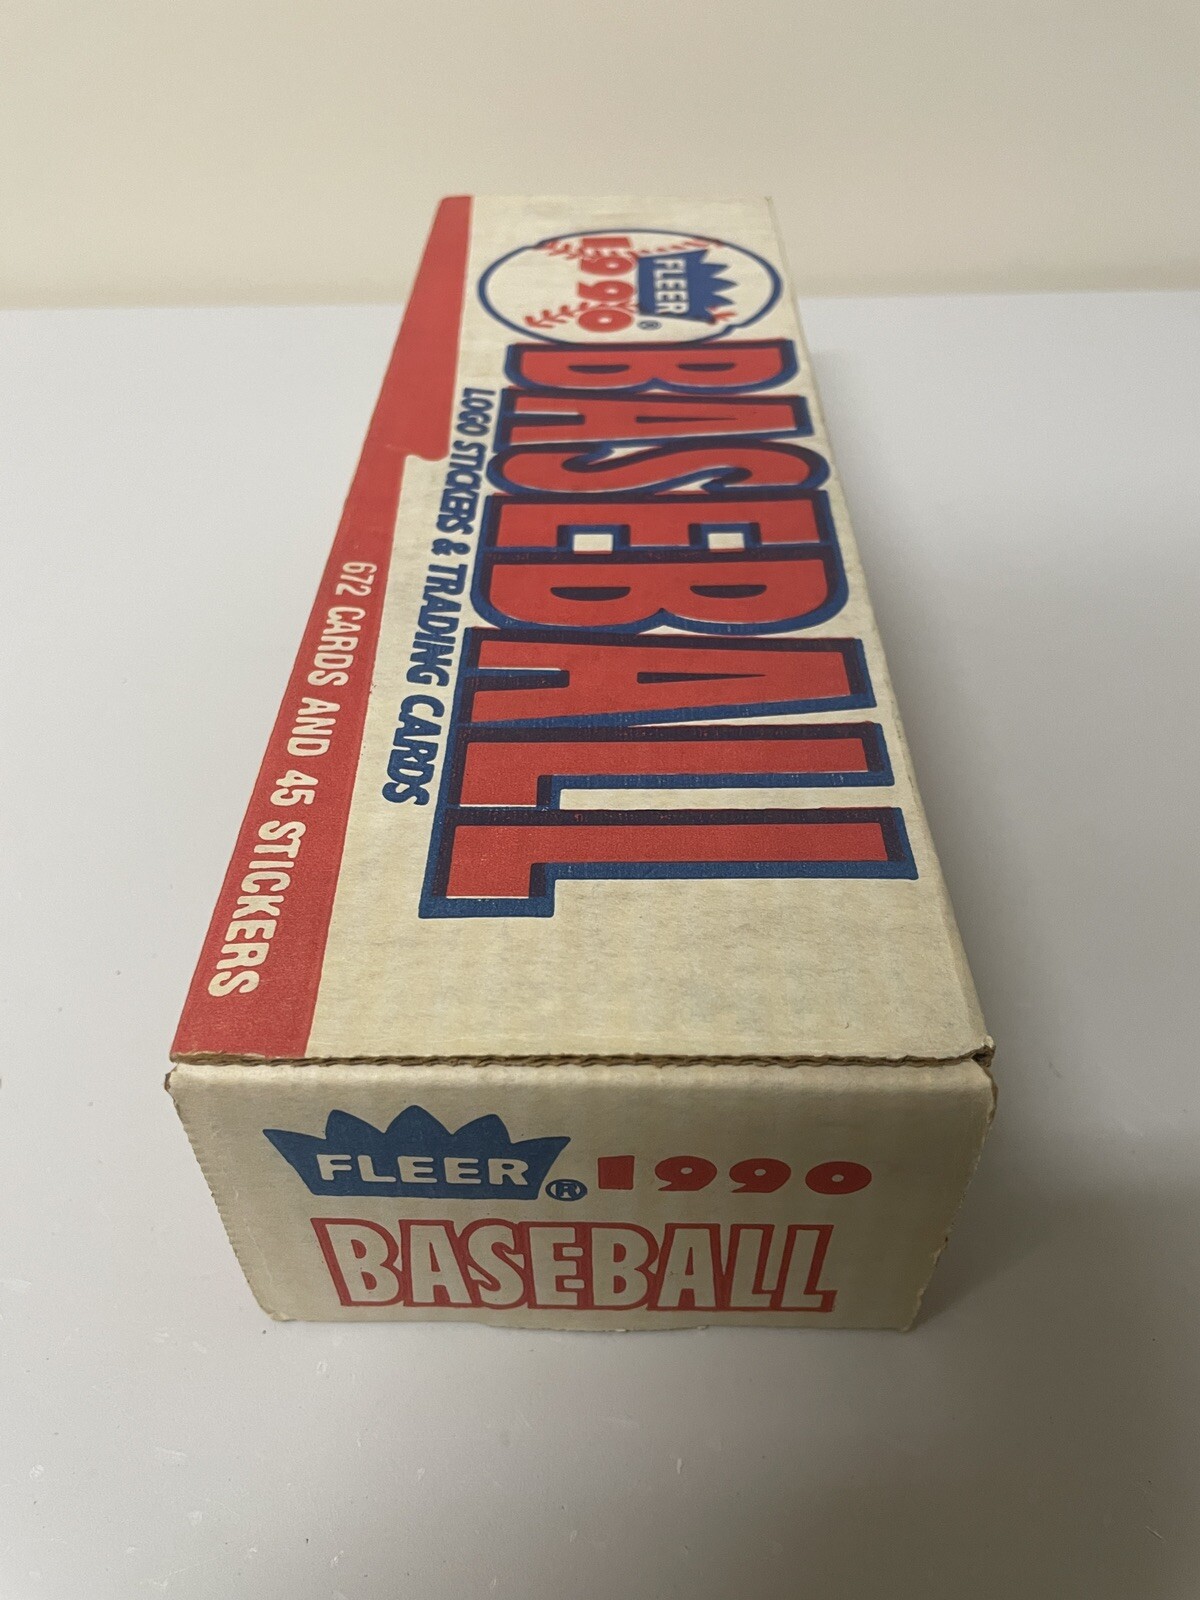 FLEER®
1990
BASEBALL
LOGO STICKERS & TRADING CARDS
672 CARDS AND 45 STICKERS
FLEER® 1990
BASEBALL